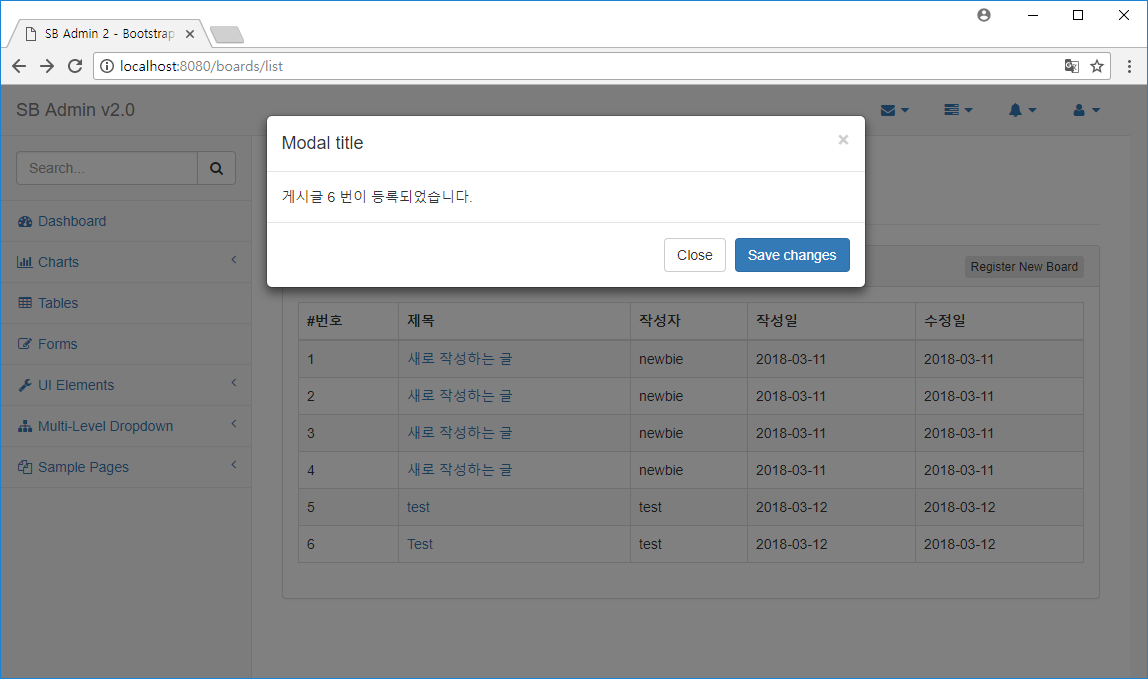 SB Admin 2 - Bootstrap
localhost:8080/boards/list
SB Admin v2.0
Modal title
×
Search...
게시글 6 번이 등록되었습니다.
Dashboard
Charts
Tables
Forms
UI Elements
Multi-Level Dropdown
Sample Pages
Close
Save changes
Register New Board
#번호 제목 작성자 작성일 수정일
1 새로 작성하는 글 newbie 2018-03-11 2018-03-11
2 새로 작성하는 글 newbie 2018-03-11 2018-03-11
3 새로 작성하는 글 newbie 2018-03-11 2018-03-11
4 새로 작성하는 글 newbie 2018-03-11 2018-03-11
5 test test 2018-03-12 2018-03-12
6 Test test 2018-03-12 2018-03-12